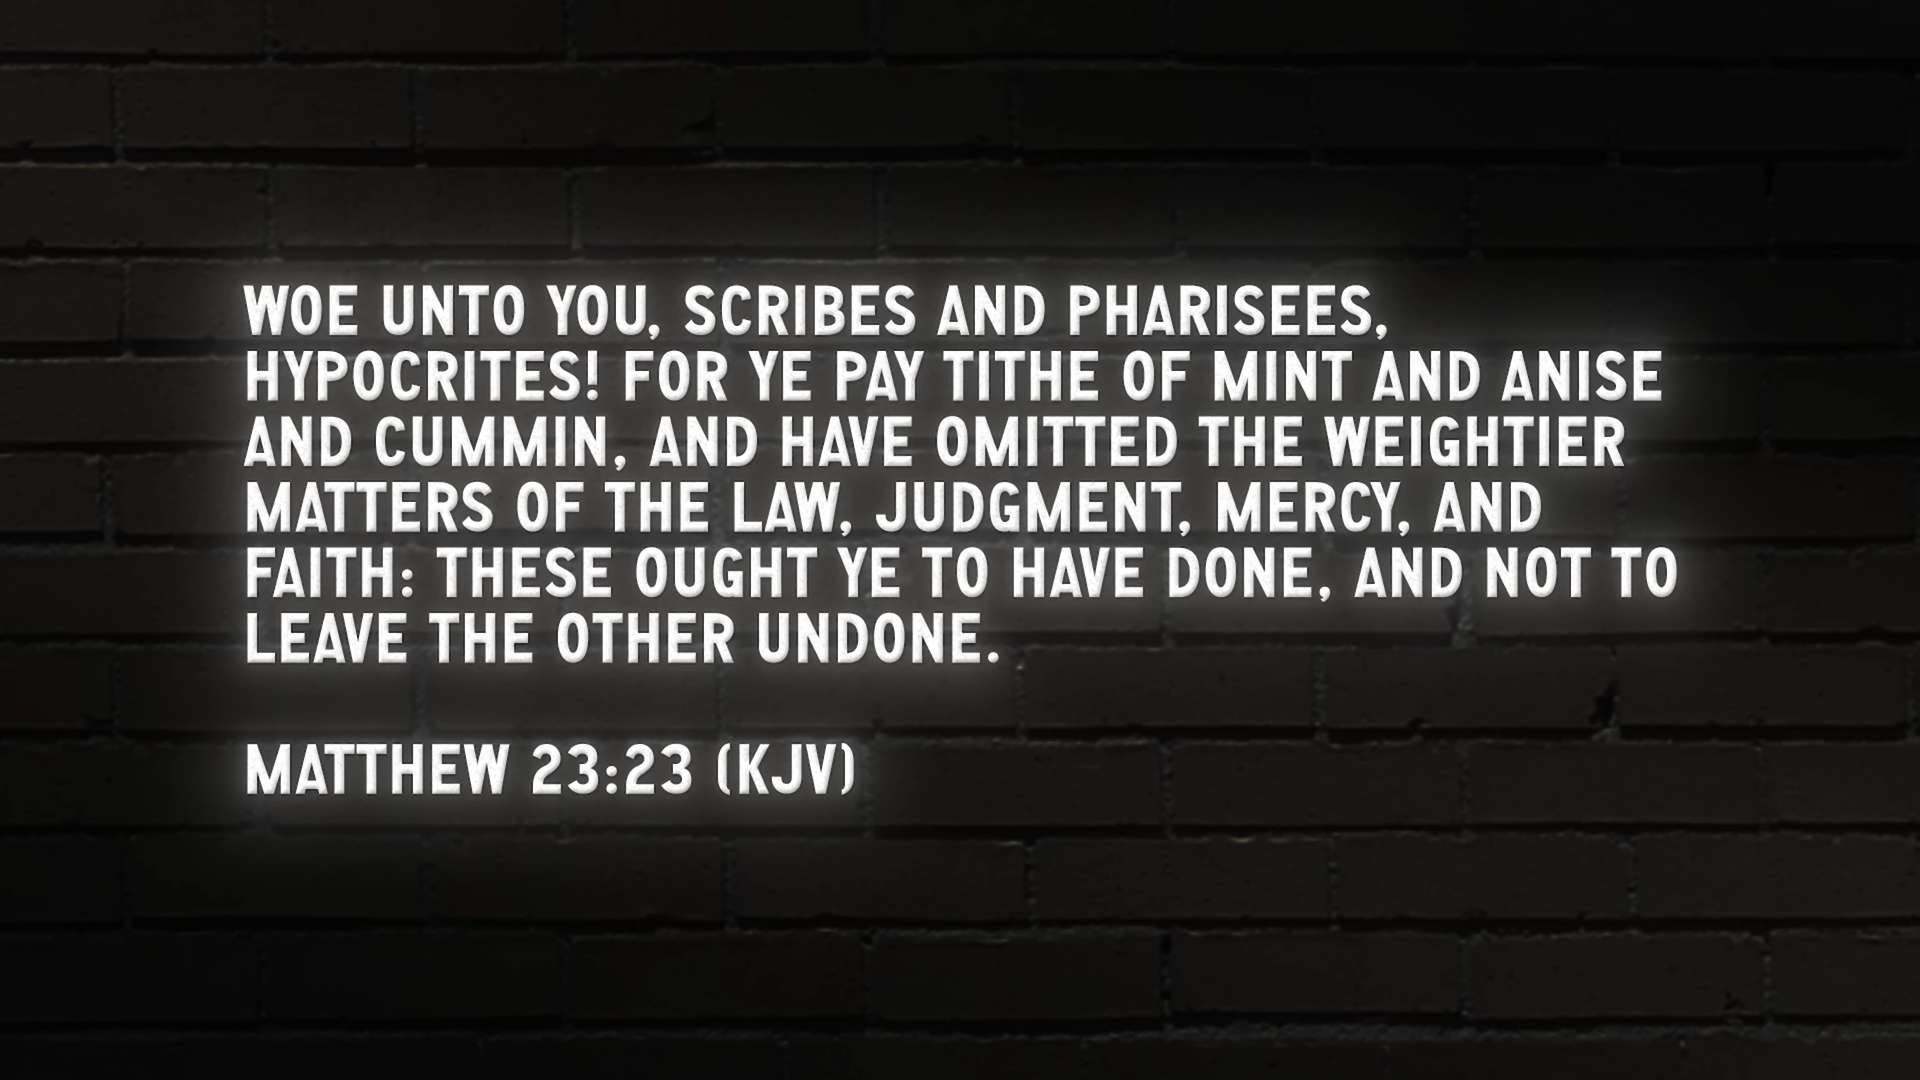 WOE UNTO YOU, SCRIBES AND PHARISEES,
HYPOCRITES! FOR YE PAY TITHE OF MINT AND ANISE
AND CUMMIN, AND HAVE OMITTED THE WEIGHTIER
MATTERS OF THE LAW, JUDGMENT, MERCY, AND
FAITH: THESE OUGHT YE TO HAVE DONE, AND NOT TO
LEAVE THE OTHER UNDONE.
MATTHEW 23:23 (KJV)